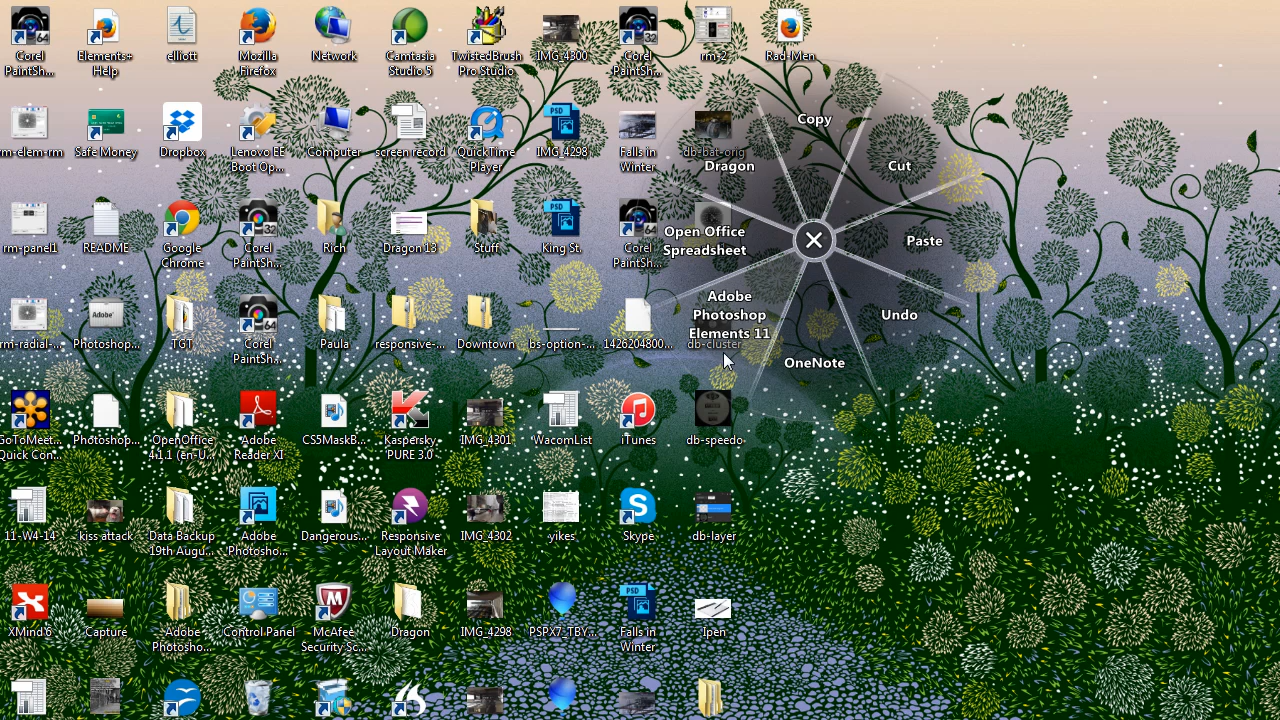 Corel
PaintSh...
Elements+
Help
elliott
Mozilla
Firefox
Network
Camtasia
Studio 5
TwistedBrush
Pro Studio
IMG_4300
Corel
PaintSh...
rm-2
Rad-Men
rm-elem-rm
Safe Money
Dropbox
Lenovo EE
Boot Op...
Computer
screen record
QuickTime
Player
PSD
IMG_4298
Falls in
Winter
db-bat-orig
Copy
Dragon
Cut
rm-panel1
README
Google
Chrome
Corel
PaintSh...
Rich
Dragon 13
Stuff
PSD
King St.
Corel
PaintSh...
Open Office
Spreadsheet
Paste
rm-radial-...
Adobe
Photoshop...
TGT
Corel
PaintSh...
Paula
responsive-...
Downtown
bs-option-...
1426204800...
db-cluster
Adobe
Photoshop
Elements 11
Undo
OneNote
GoToMeet...
Quick Con...
Photoshop...
OpenOffice
4.1.1 (en-U...
Adobe
Reader XI
CS5MaskB...
Kaspersky
PURE 3.0
IMG_4301
WacomList
iTunes
db-speedo
11-W4-14
kiss attack
Data Backup
19th Augu...
Adobe
Photosho...
Dangerous...
Responsive
Layout Maker
IMG_4302
yikes
Skype
db-layer
XMind 6
Capture
Adobe
Photosho...
Control Panel
McAfee
Security Sc...
Dragon
IMG_4298
PSPX7_TBY...
PSD
Falls in
Winter
Ipen